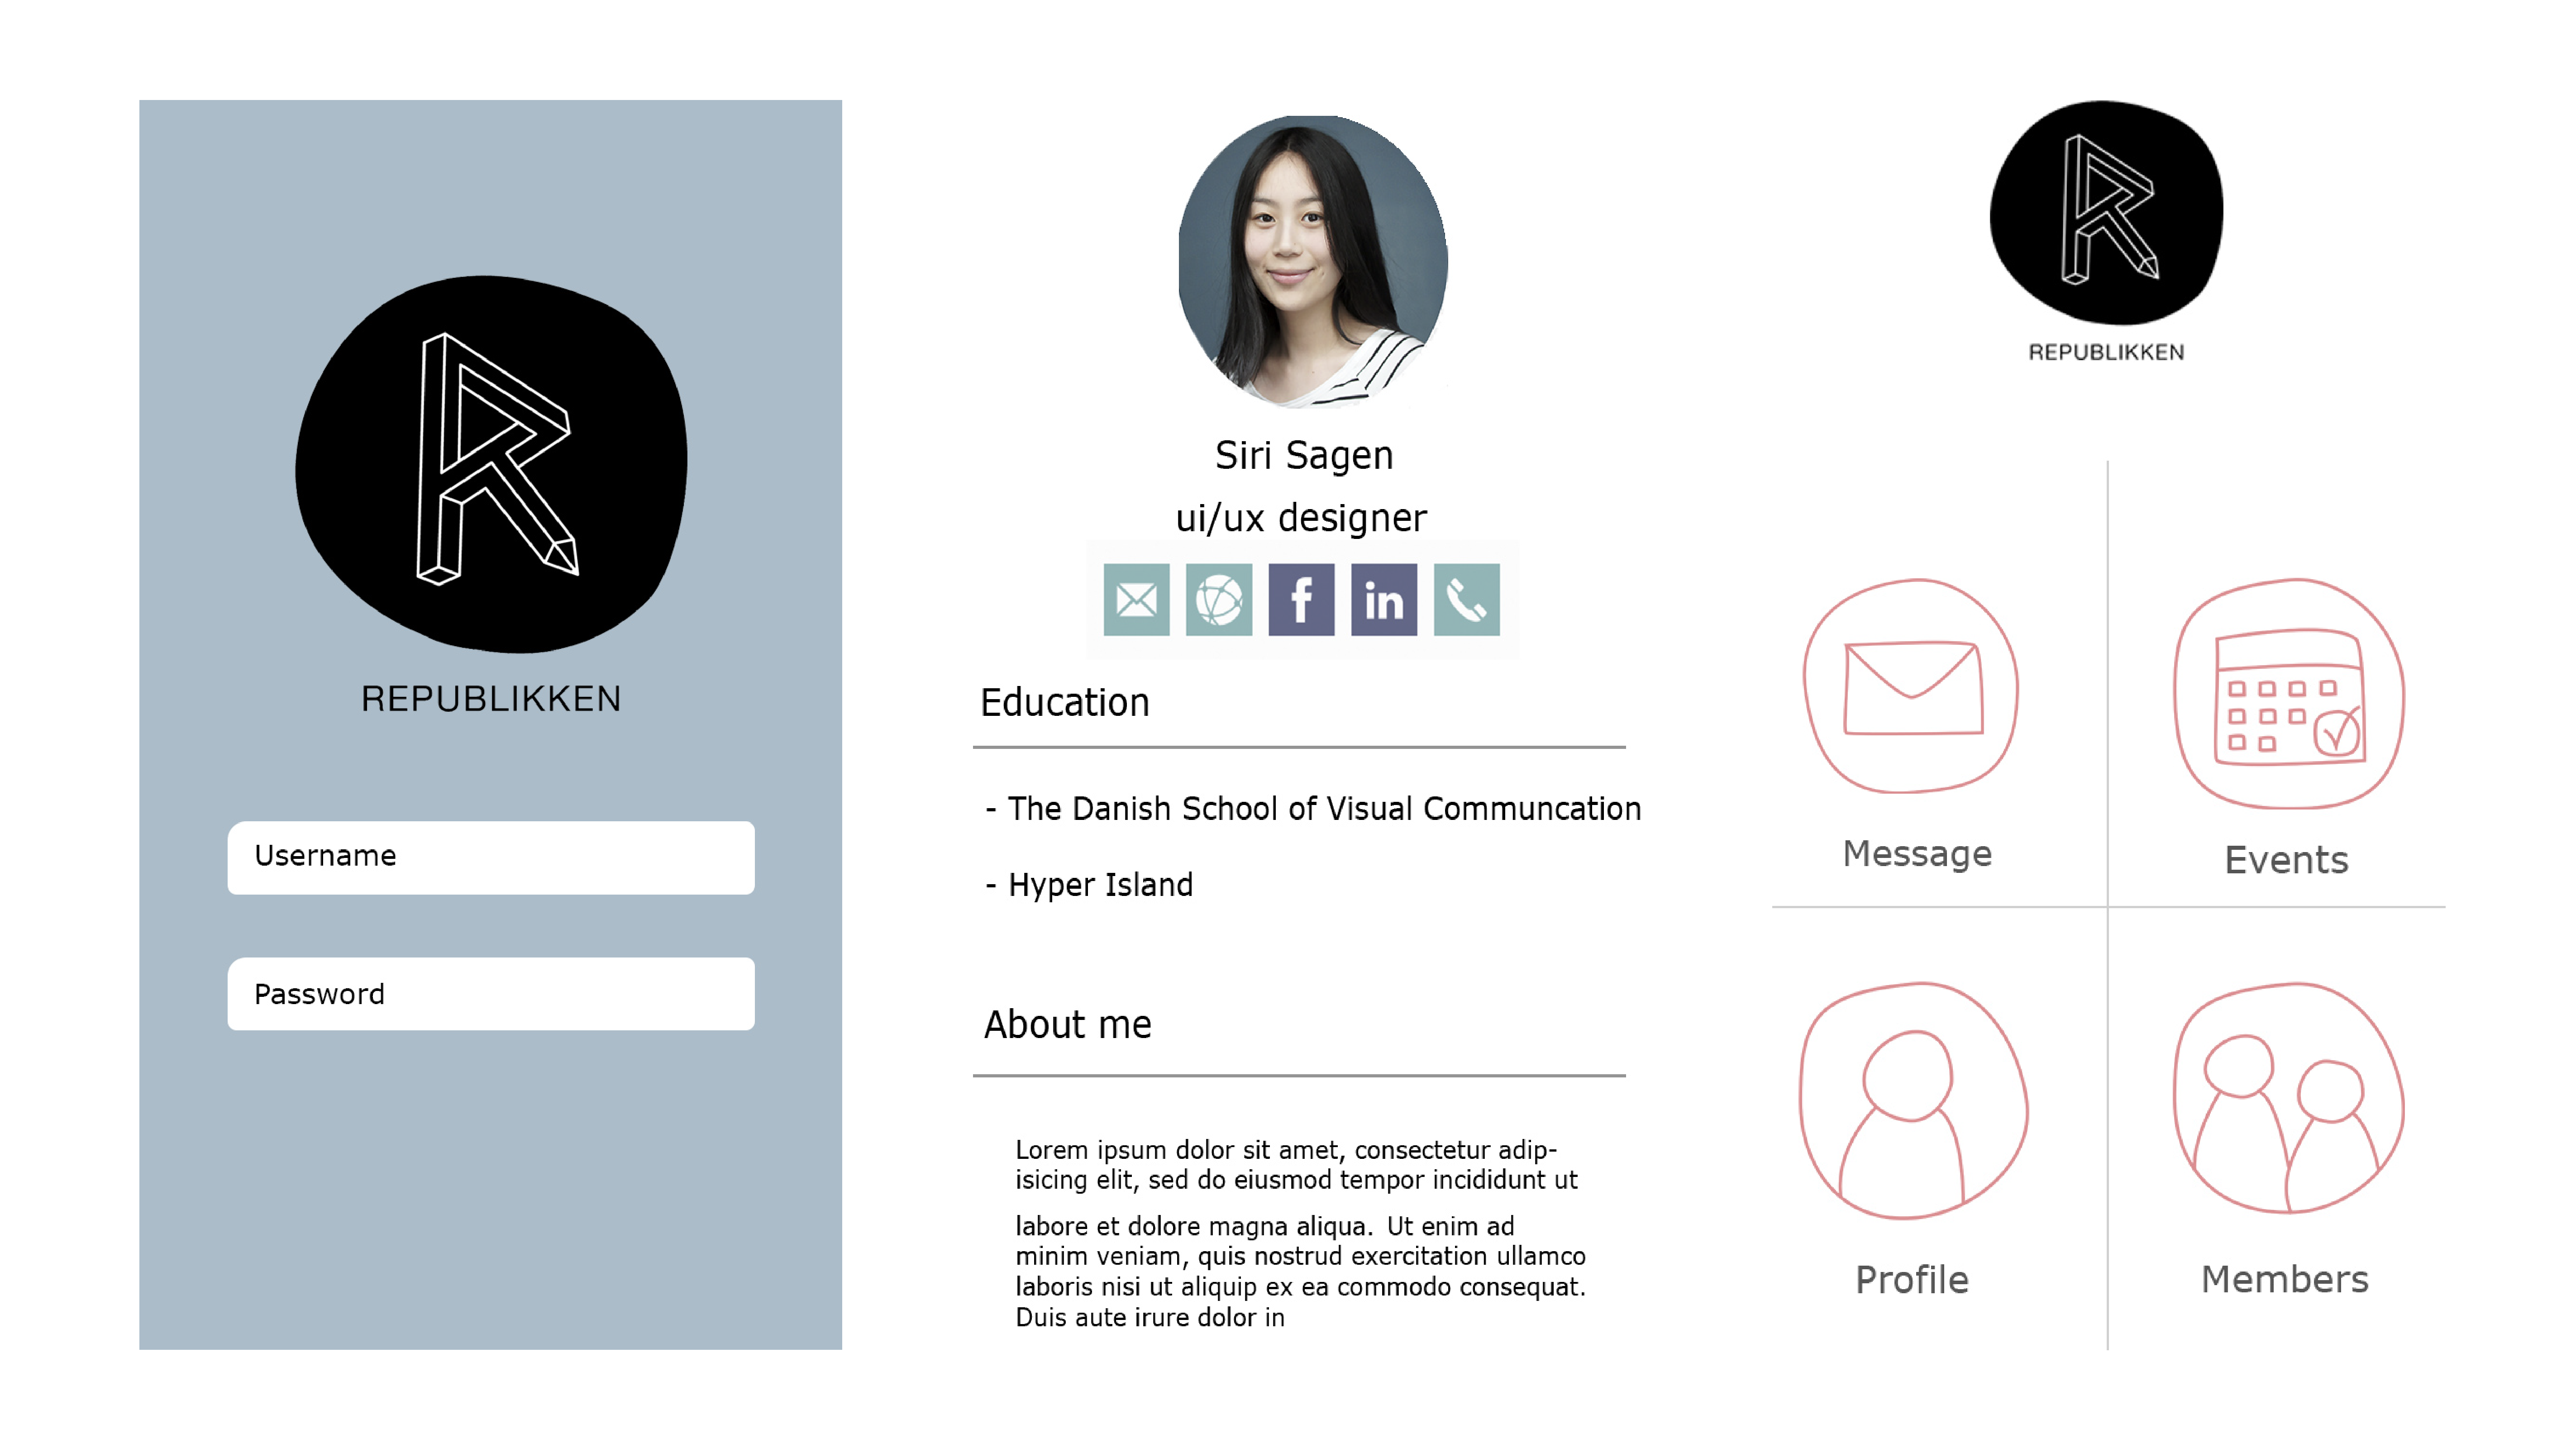 REPUBLIKKEN
Username
Password
Siri Sagen
ui/ux designer
f
in
Education
- The Danish School of Visual Communcation
- Hyper Island
About me
Lorem ipsum dolor sit amet, consectetur adip-
isicing elit, sed do eiusmod tempor incididunt ut
labore et dolore magna aliqua. Ut enim ad
minim veniam, quis nostrud exercitation ullamco
laboris nisi ut aliquip ex ea commodo consequat.
Duis aute irure dolor in
REPUBLIKKEN
Message
Events
Profile
Members